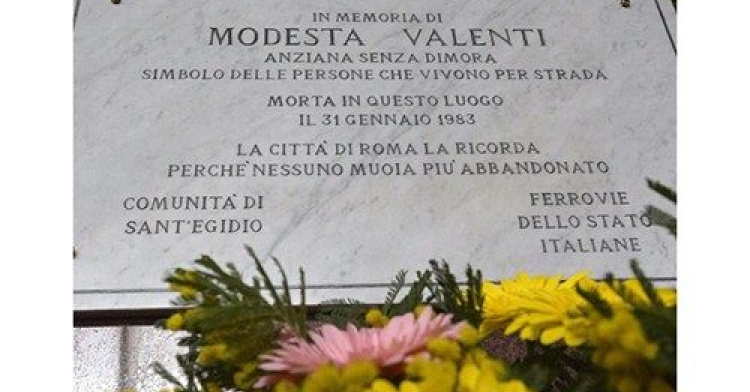 IN MEMORIA DI
MODESTA VALENTI
ANZIANA SENZA DIMORA
SIMBOLO DELLE PERSONE CHE VIVONO PER STRADA
MORTA IN QUESTO LUOGO
IL 31 GENNAIO 1983
LA CITTÀ DI ROMA LA RICORDA
PERCHE' NESSUNO MUOIA PIÙ ABBANDONATO
COMUNITÀ DI
SANT'EGIDIO
FERROVIE
DELLO STATO
ITALIANE